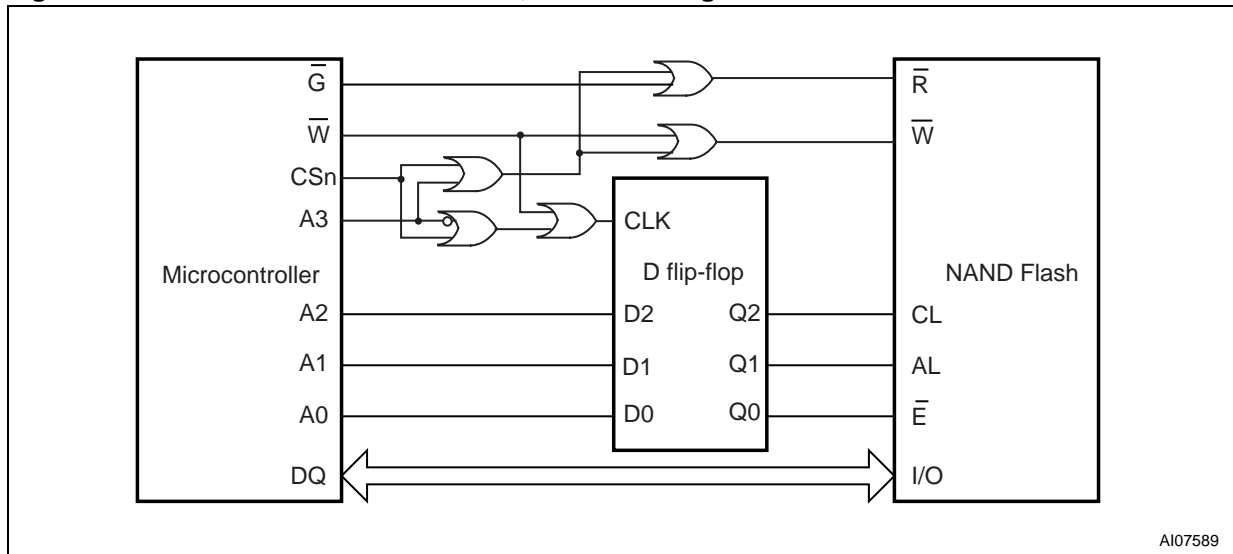 G̅
W̅
CSn
A3
Microcontroller
A2
A1
A0
DQ
CLK
D flip-flop
D2 Q2
D1 Q1
D0 Q0
R̅
W̅
NAND Flash
CL
AL
E̅
I/O
AI07589